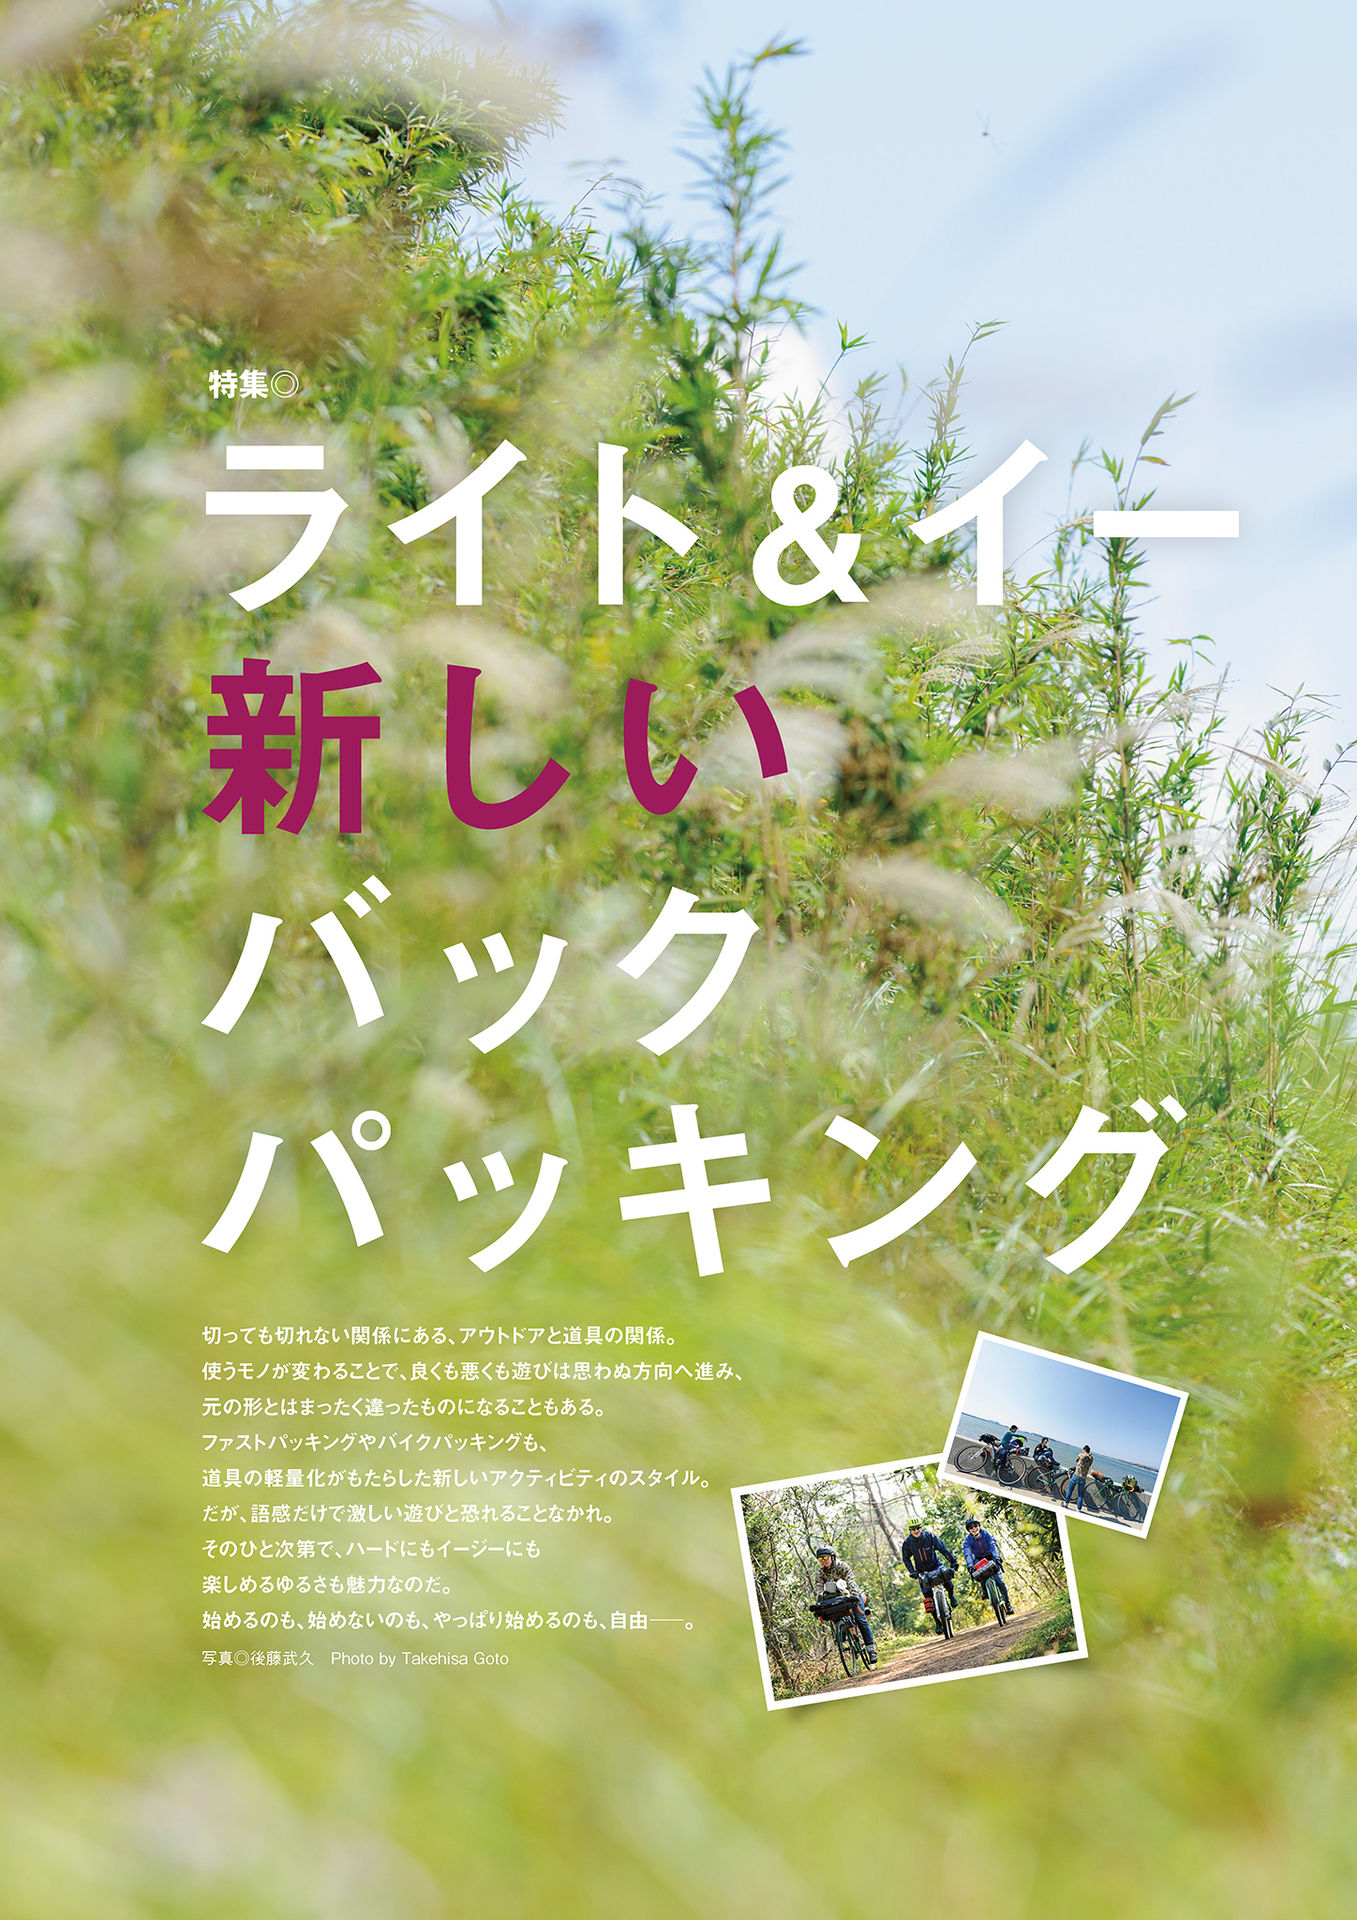 特集◎
ライト&イー
新しい
バック
パッキング
切っても切れない関係にある、アウトドアと道具の関係。
使うモノが変わることで、良くも悪くも遊びは思わぬ方向へ進み、
元の形とはまったく違ったものになることもある。
ファストパッキングやバイクパッキングも、
道具の軽量化がもたらした新しいアクティビティのスタイル。
だが、語感だけで激しい遊びと恐れることなかれ。
そのひと次第で、ハードにもイージーにも
楽しめるゆるさも魅力なのだ。
始めるのも、始めないのも、やっぱり始めるのも、自由──。
写真◎後藤武久　Photo by Takehisa Goto